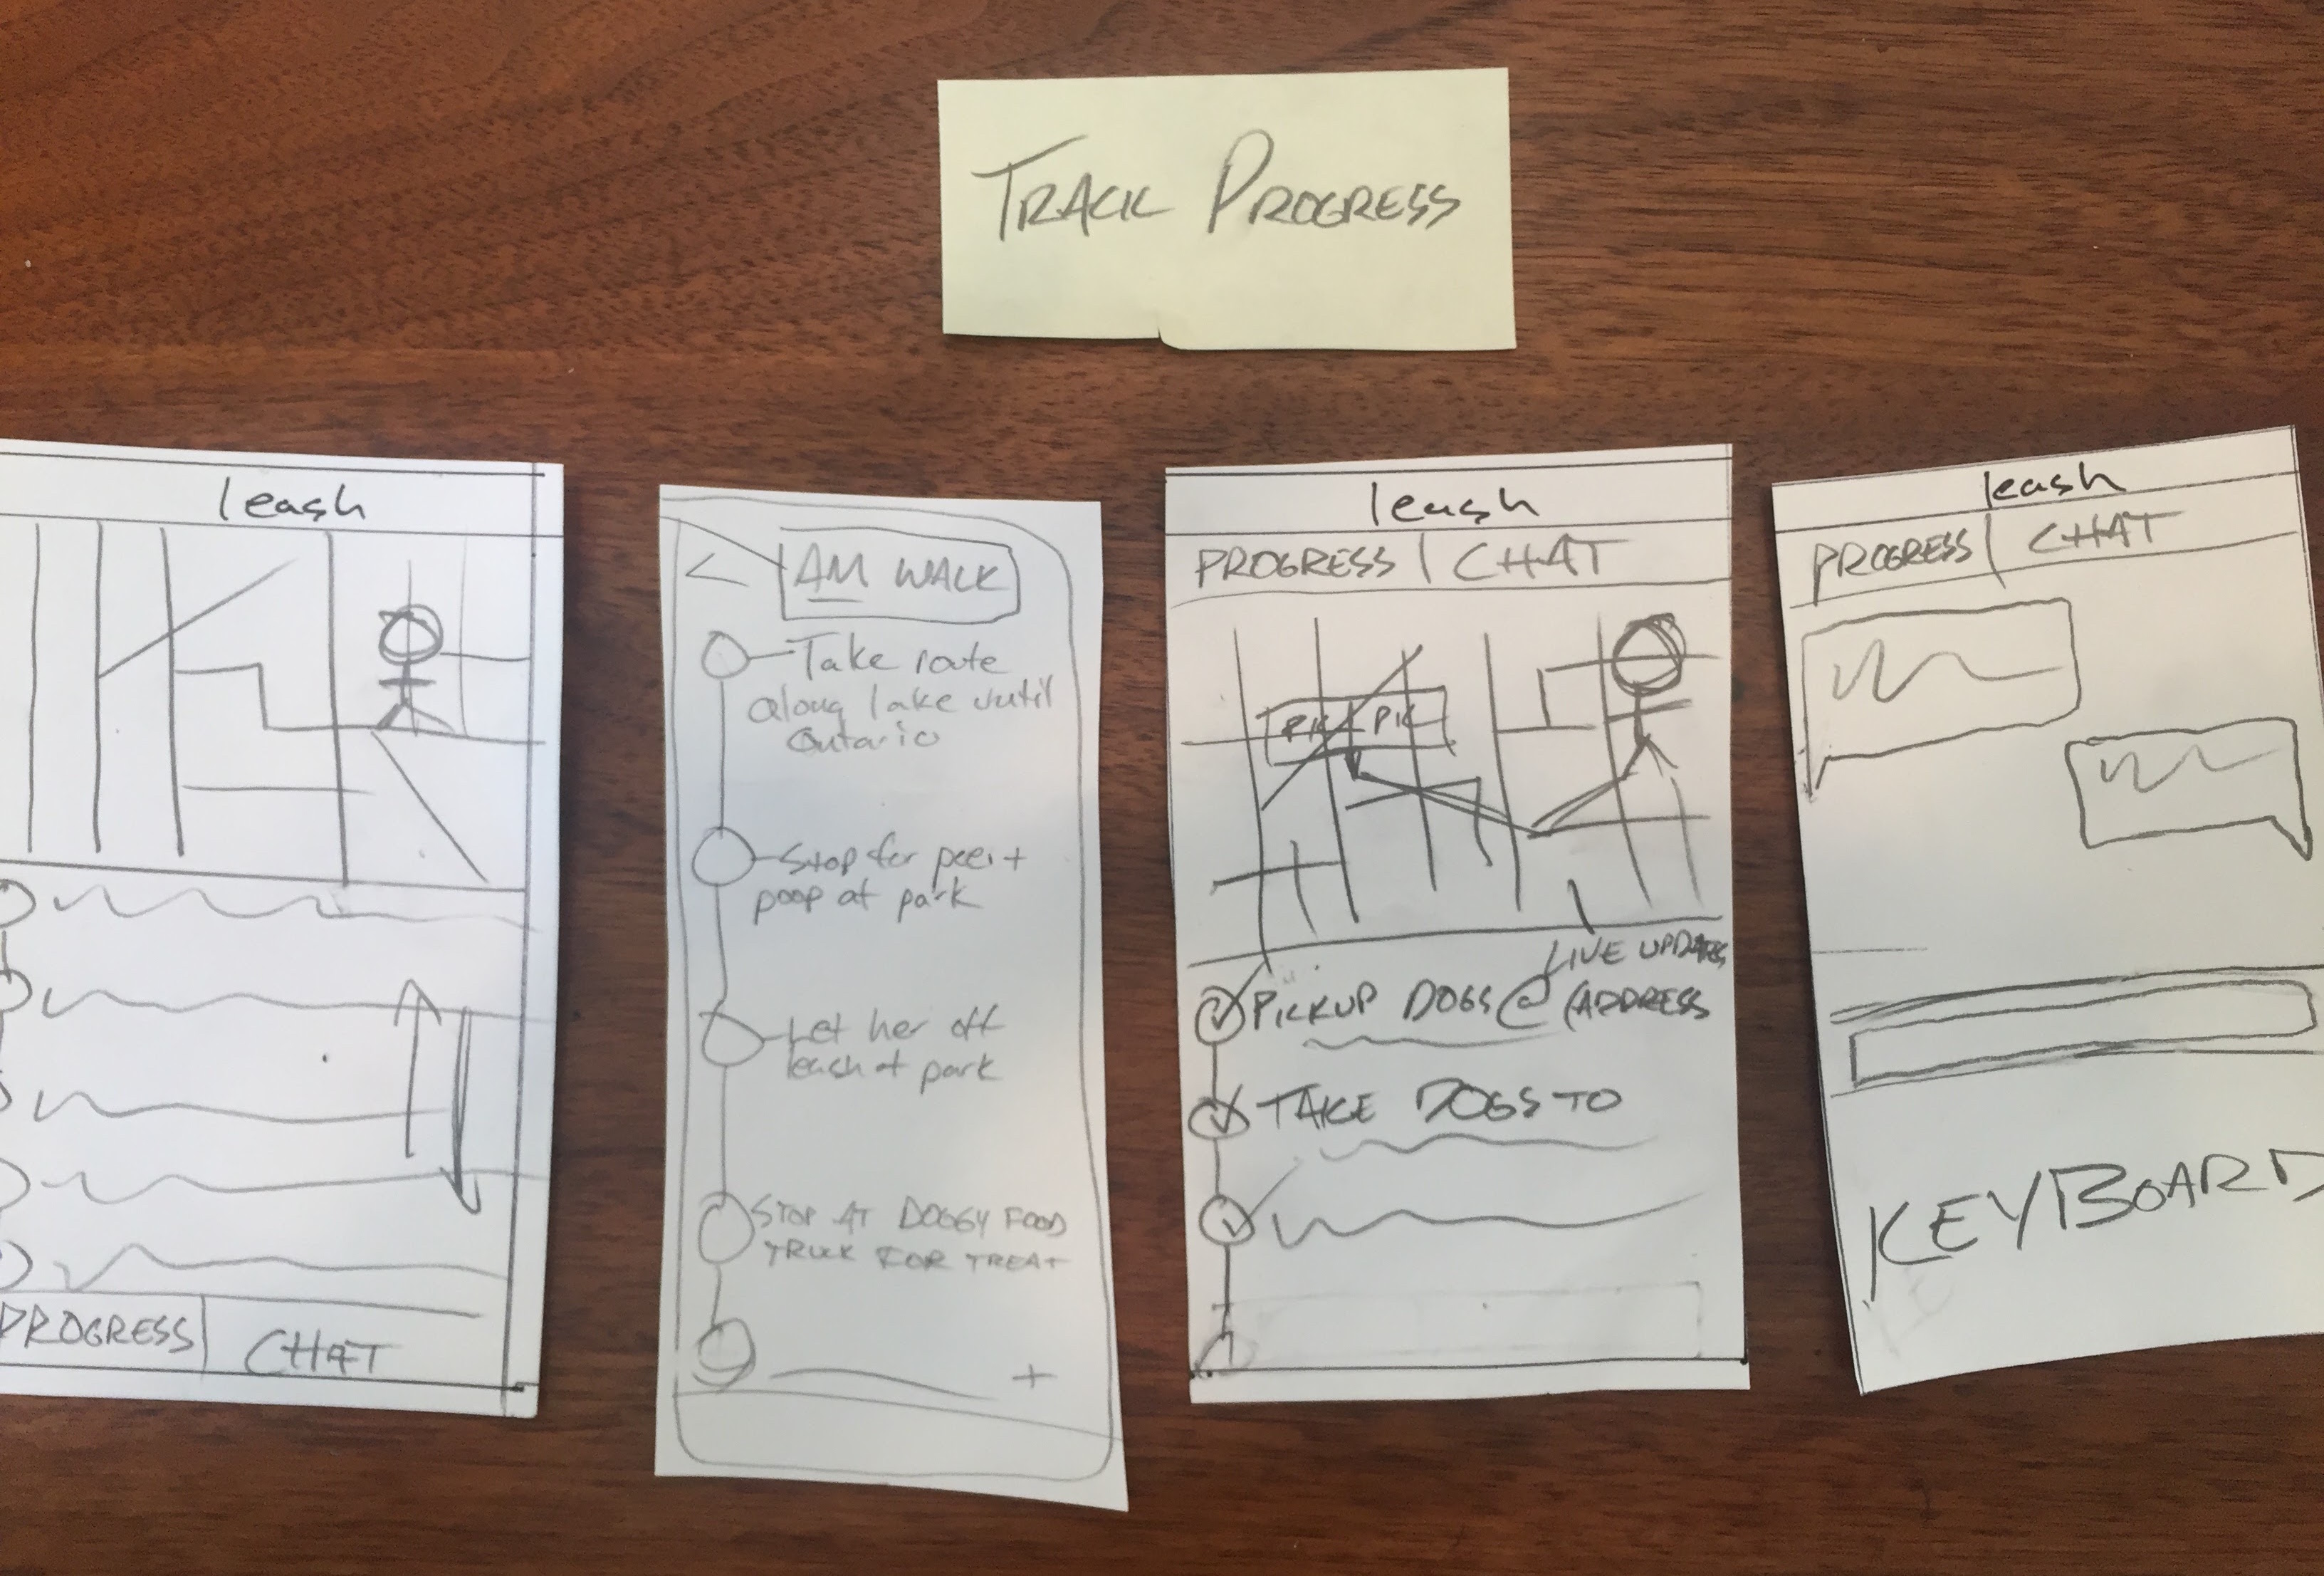 TRACK PROGRESS
leash
PROGRESS | CHAT
< AM WALK
Take route
along lake until
Ontario
Stop for pee +
poop at park
Let her off
leash at park
STOP AT DOGGY FOOD
TRUCK FOR TREAT
+
leash
PROGRESS | CHAT
PIC PIC
LIVE UPDATES
PICKUP DOGS @ (ADDRESS
TAKE DOGS TO
leash
PROGRESS | CHAT
KEYBOARD